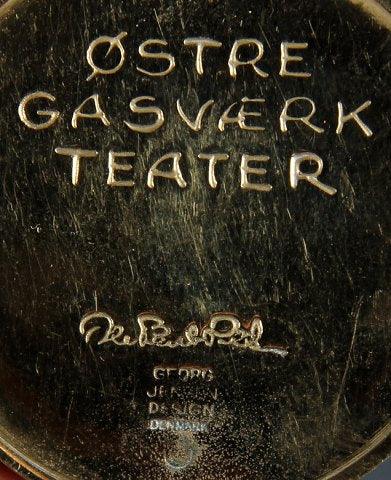 ØSTRE
GASVÆRK
TEATER
GEORG
JENSEN
DESIGN
DENMARK